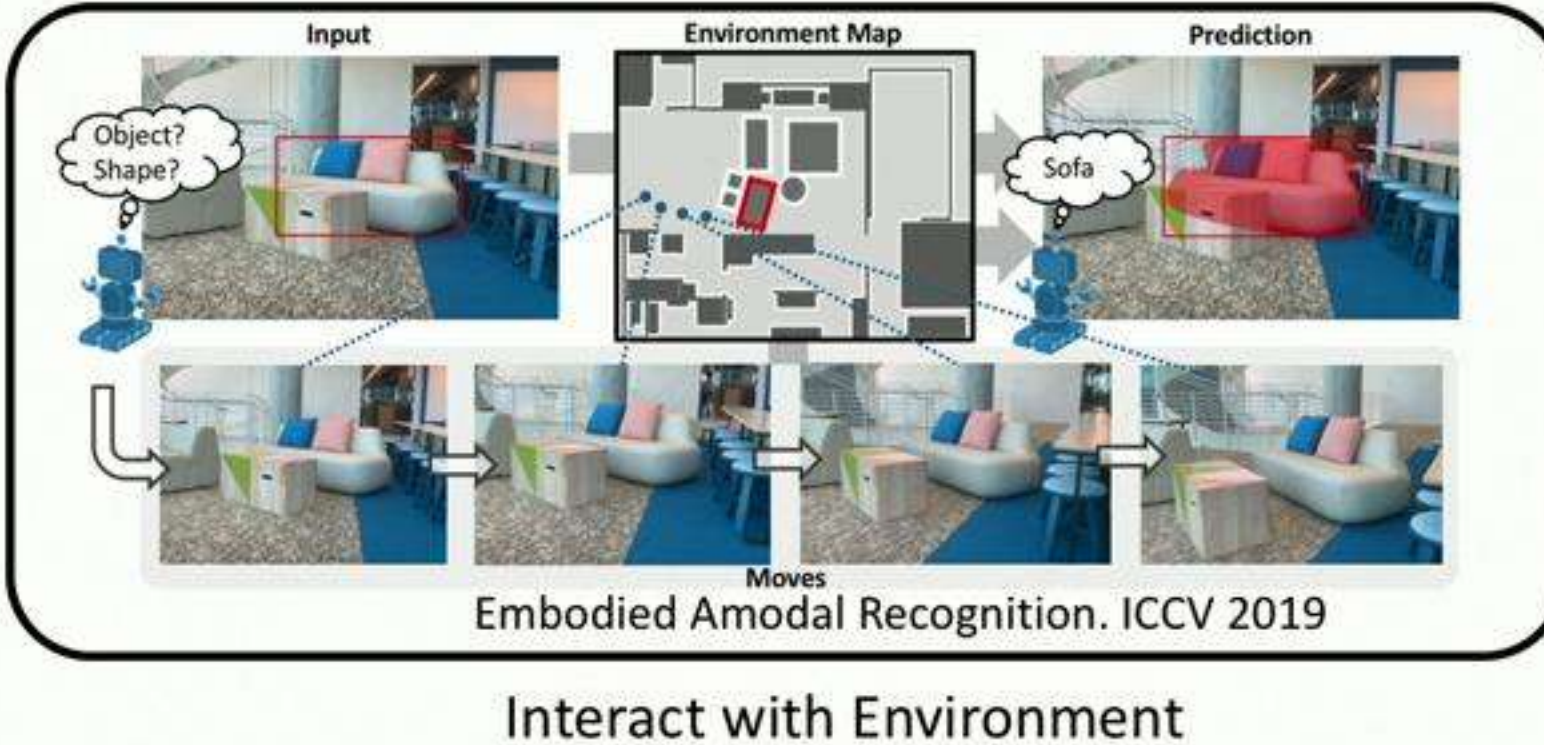 Input
Environment Map
Prediction
Object?
Shape?
Sofa
Moves
Embodied Amodal Recognition. ICCV 2019
Interact with Environment